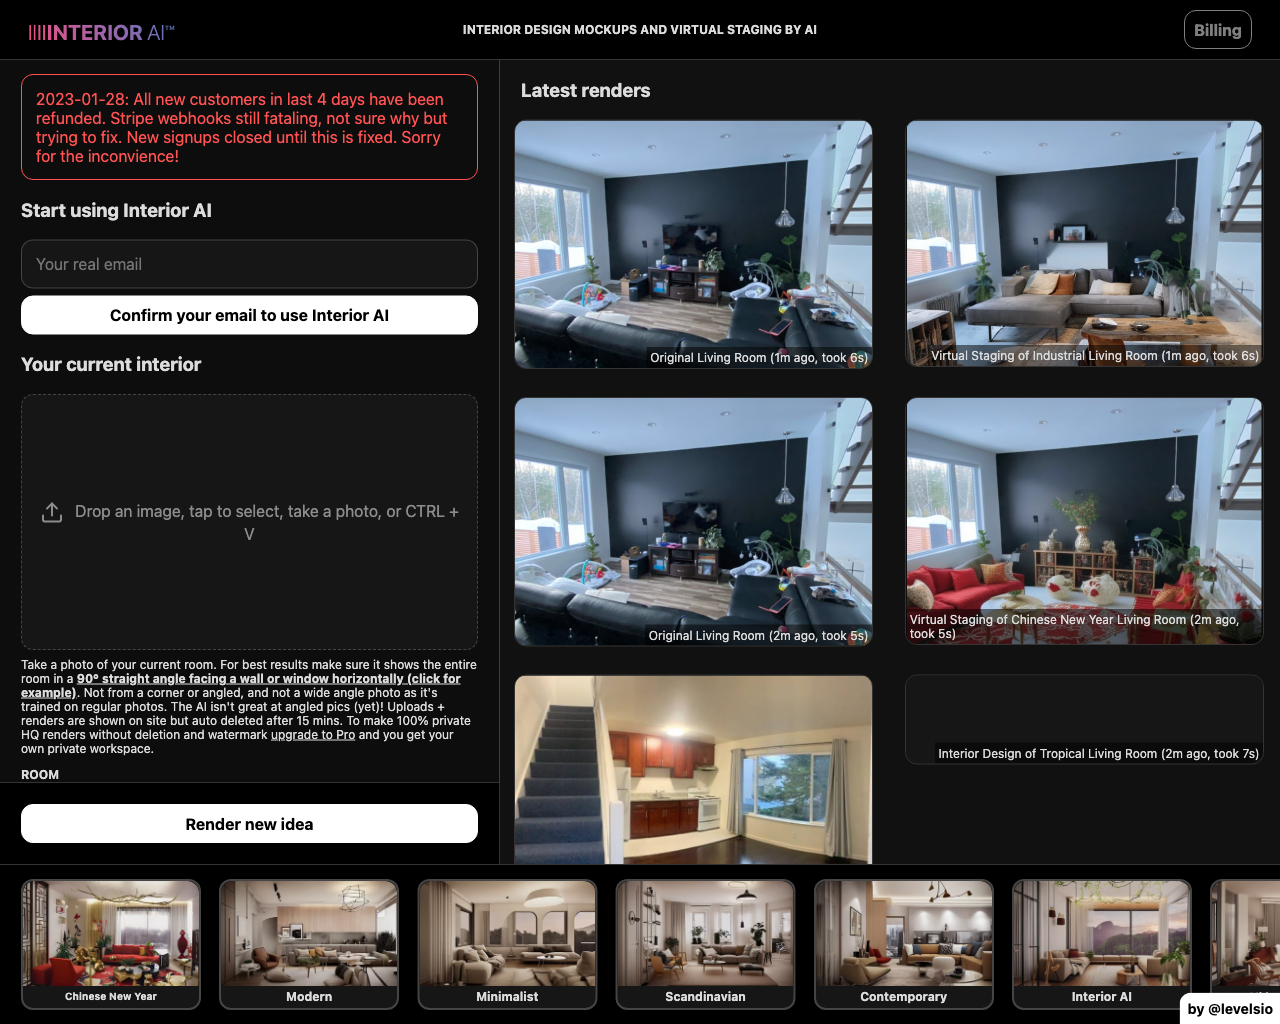 INTERIOR AI™
INTERIOR DESIGN MOCKUPS AND VIRTUAL STAGING BY AI
Billing
2023-01-28: All new customers in last 4 days have been
refunded. Stripe webhooks still fataling, not sure why but
trying to fix. New signups closed until this is fixed. Sorry
for the inconvience!
Start using Interior AI
Your real email
Confirm your email to use Interior AI
Your current interior
Drop an image, tap to select, take a photo, or CTRL +
V
Take a photo of your current room. For best results make sure it shows the entire
room in a 90º straight angle facing a wall or window horizontally (click for
example). Not from a corner or angled, and not a wide angle photo as it's
trained on regular photos. The AI isn't great at angled pics (yet)! Uploads +
renders are shown on site but auto deleted after 15 mins. To make 100% private
HQ renders without deletion and watermark upgrade to Pro and you get your
own private workspace.
ROOM
Render new idea
Latest renders
Original Living Room (1m ago, took 6s)
Virtual Staging of Industrial Living Room (1m ago, took 6s)
Original Living Room (2m ago, took 5s)
Virtual Staging of Chinese New Year Living Room (2m ago,
took 5s)
Interior Design of Tropical Living Room (2m ago, took 7s)
Chinese New Year
Modern
Minimalist
Scandinavian
Contemporary
Interior AI
by @levelsio